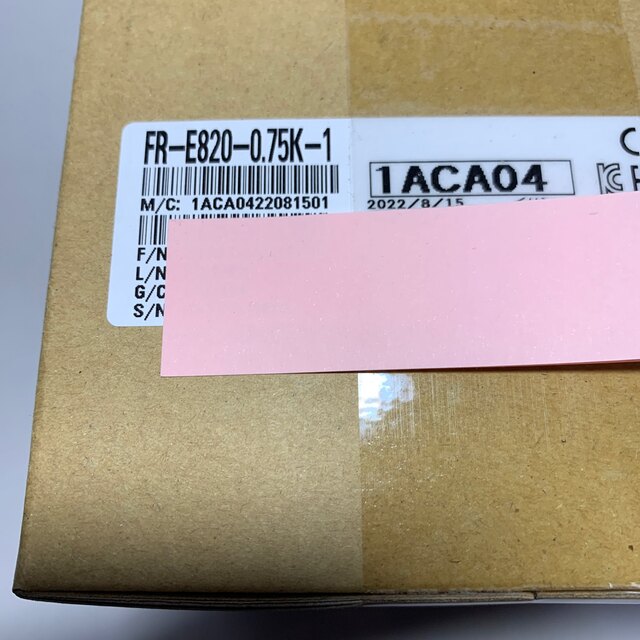 FR-E820-0.75K-1
M/C: 1ACA0422081501
1ACA04
2022/8/15
F/N
L/N
G/C
S/N